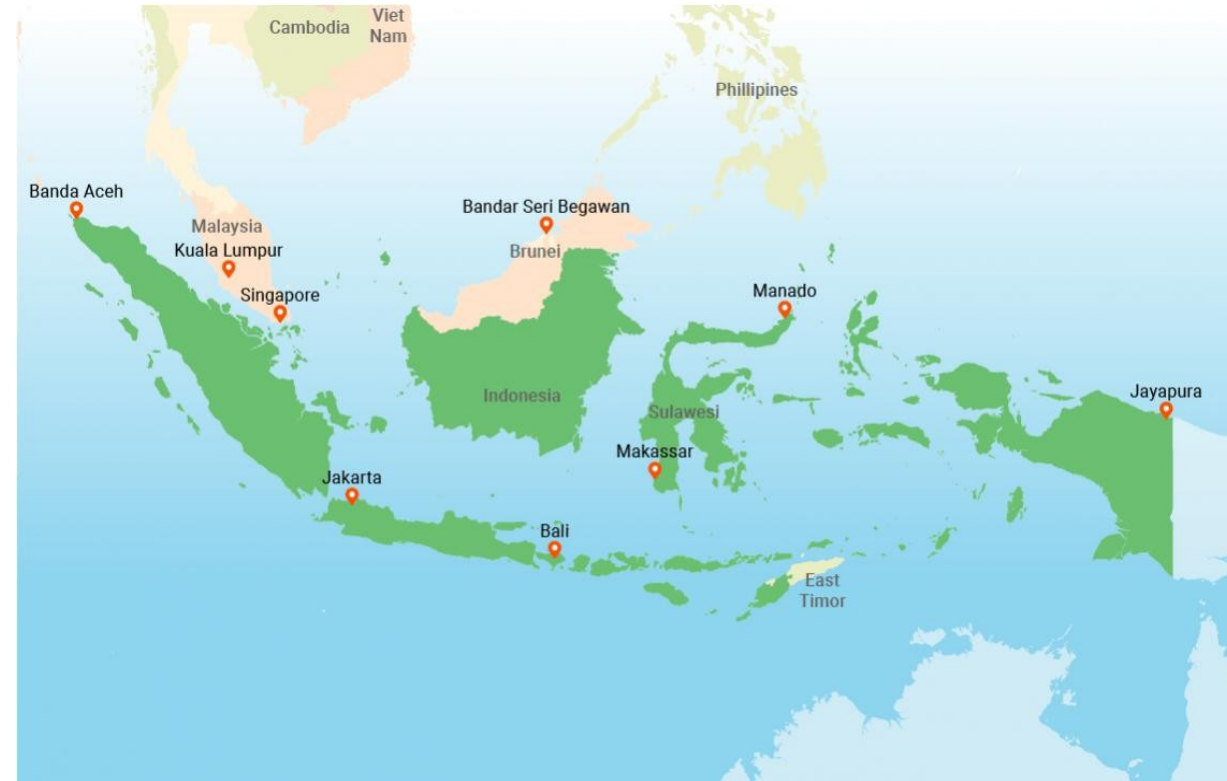 Viet
Nam
Cambodia
Phillipines
Banda Aceh
Bandar Seri Begawan
Malaysia
Kuala Lumpur
Brunei
Singapore
Manado
Jayapura
Indonesia
Sulawesi
Makassar
Jakarta
Bali
East
Timor